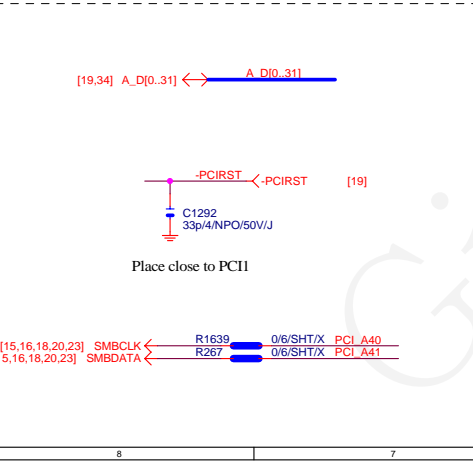 [19,34] A_D[0..31] A_D[0..31]
-PCIRST -PCIRST [19]
C1292
33p/4/NPO/50V/J
Place close to PCI1
[15,16,18,20,23] SMBCLK R1639 0/6/SHT/X PCI_A40
5,16,18,20,23] SMBDATA R267 0/6/SHT/X PCI_A41
8 7